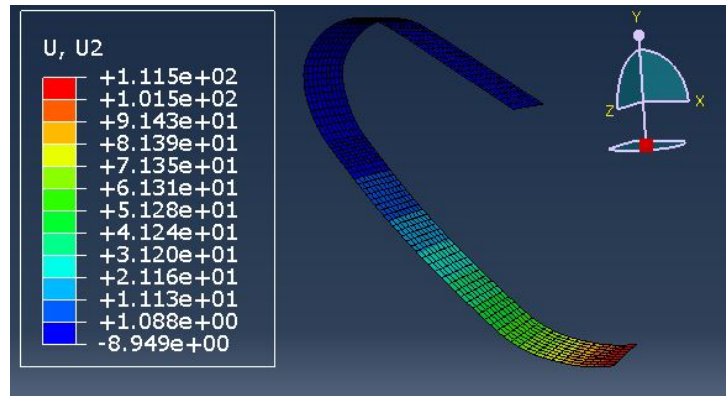 U, U2
+1.115e+02
+1.015e+02
+9.143e+01
+8.139e+01
+7.135e+01
+6.131e+01
+5.128e+01
+4.124e+01
+3.120e+01
+2.116e+01
+1.113e+01
+1.088e+00
-8.949e+00
Y
X
Z